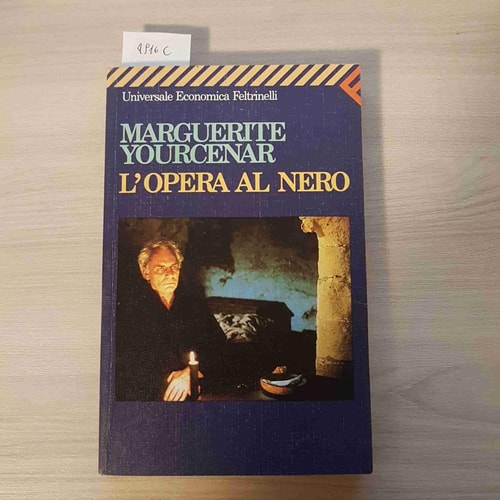 Universale Economica Feltrinelli
MARGUERITE
YOURCENAR
L'OPERA AL NERO